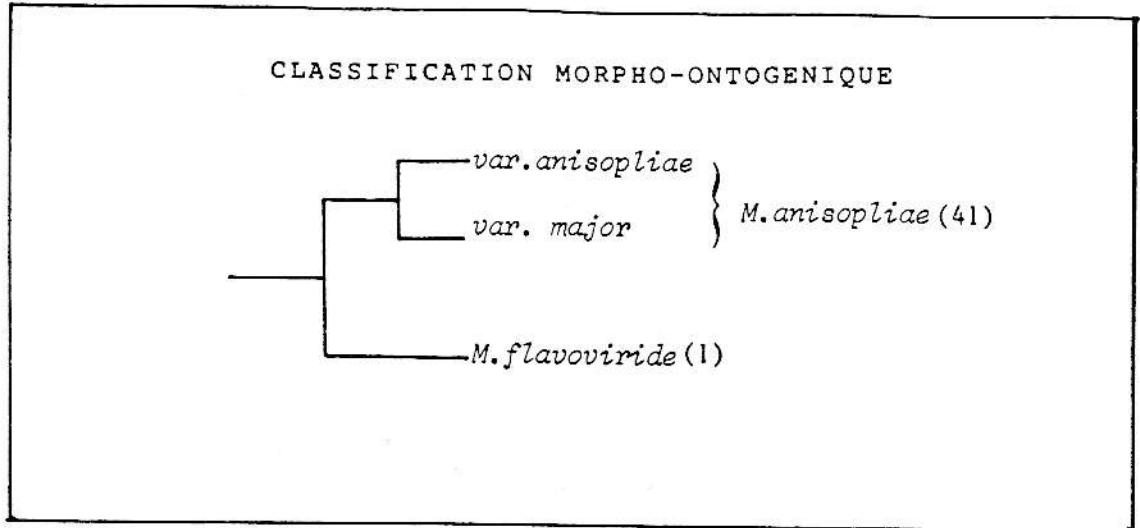 CLASSIFICATION MORPHO-ONTOGENIQUE
var.anisopliae
var. major
M.anisopliae (41)
M.flavoviride (1)